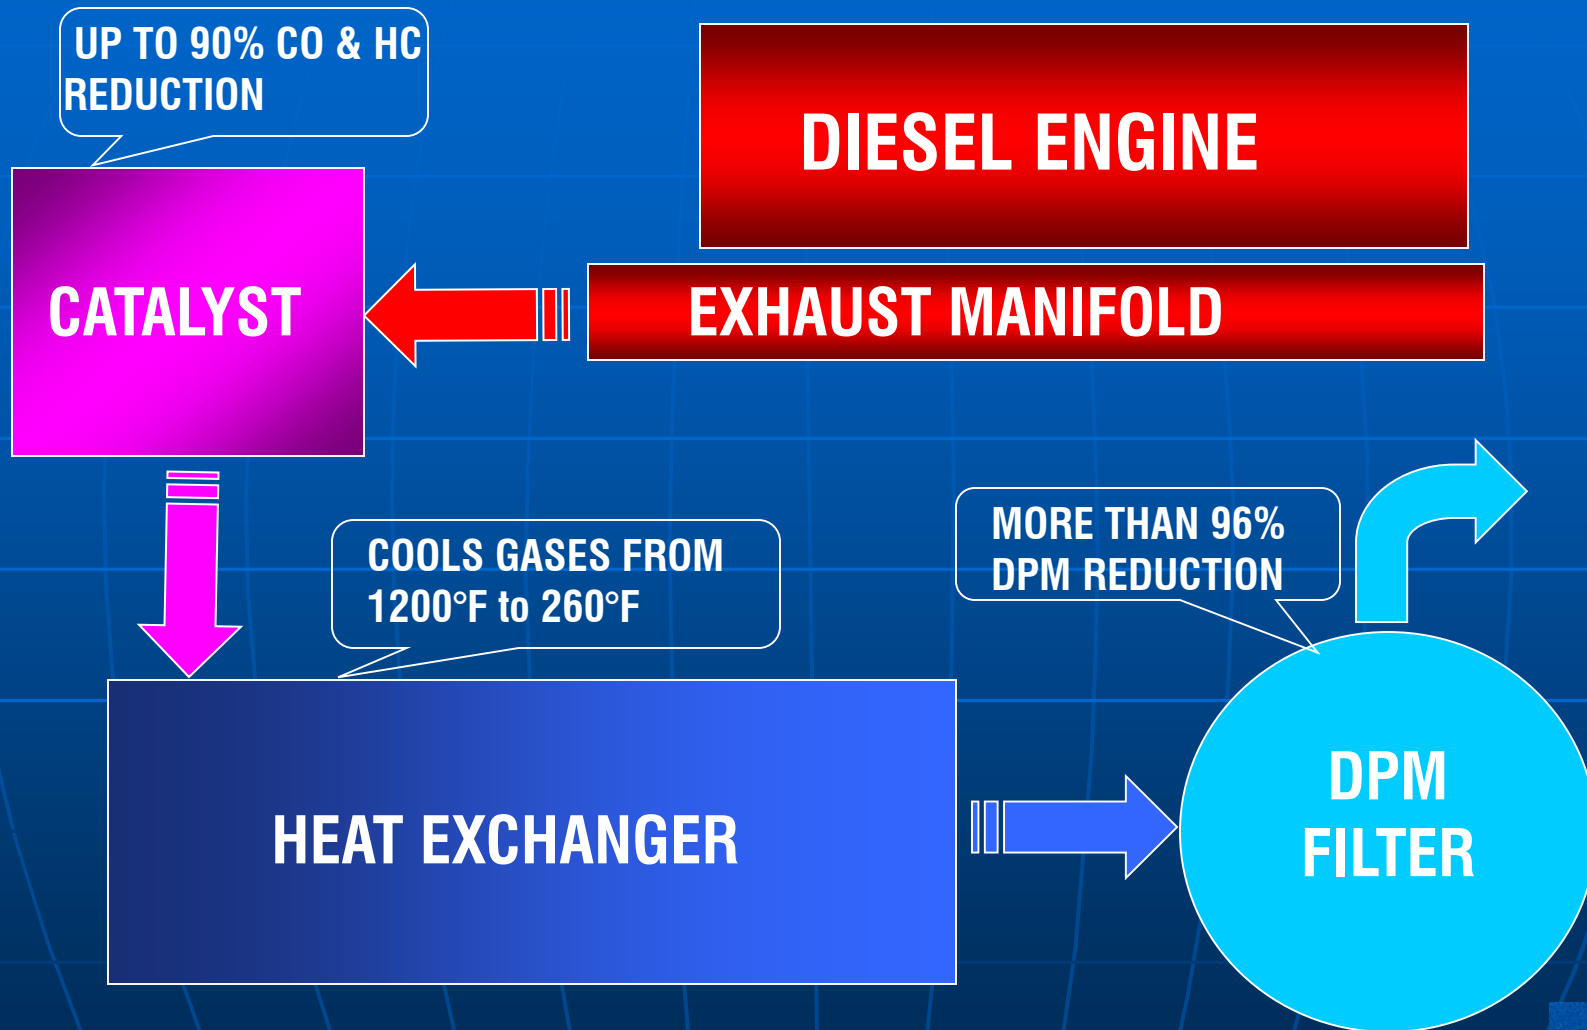 UP TO 90% CO & HC
REDUCTION
DIESEL ENGINE
CATALYST
EXHAUST MANIFOLD
COOLS GASES FROM
1200°F to 260°F
MORE THAN 96%
DPM REDUCTION
HEAT EXCHANGER
DPM
FILTER